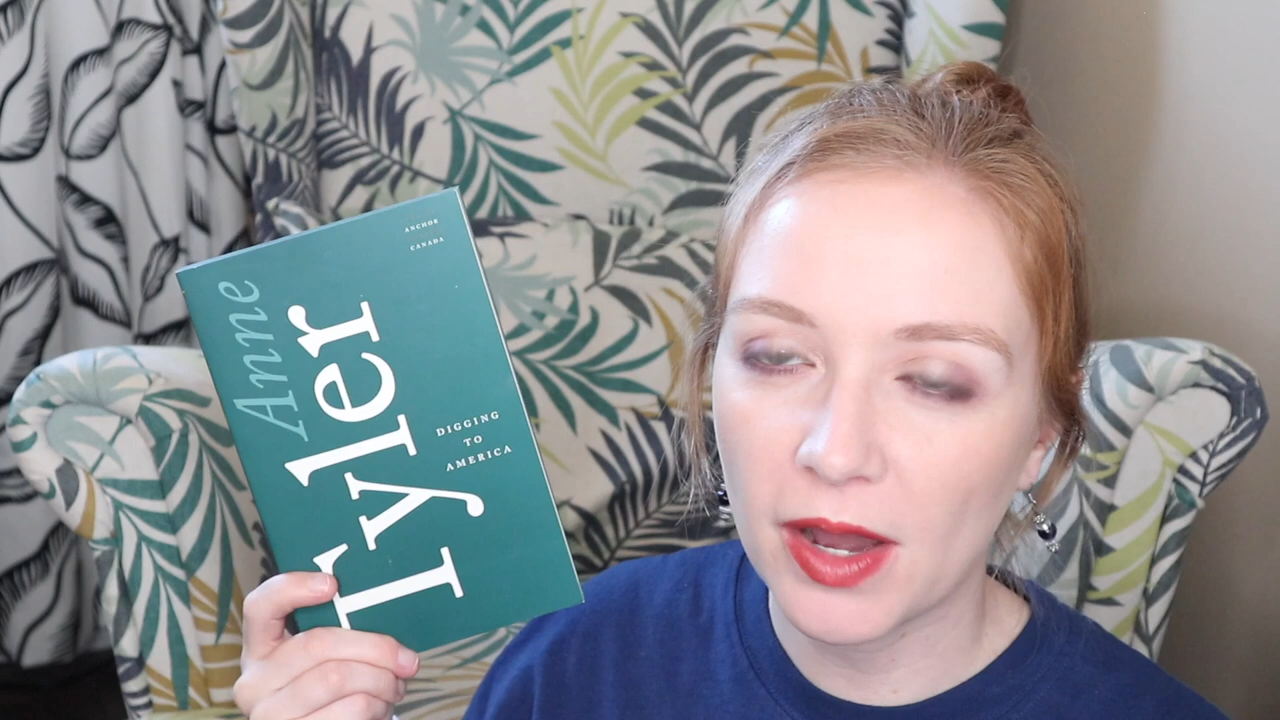 ANCHOR
CANADA
Anne
Tyler
DIGGING
TO
AMERICA